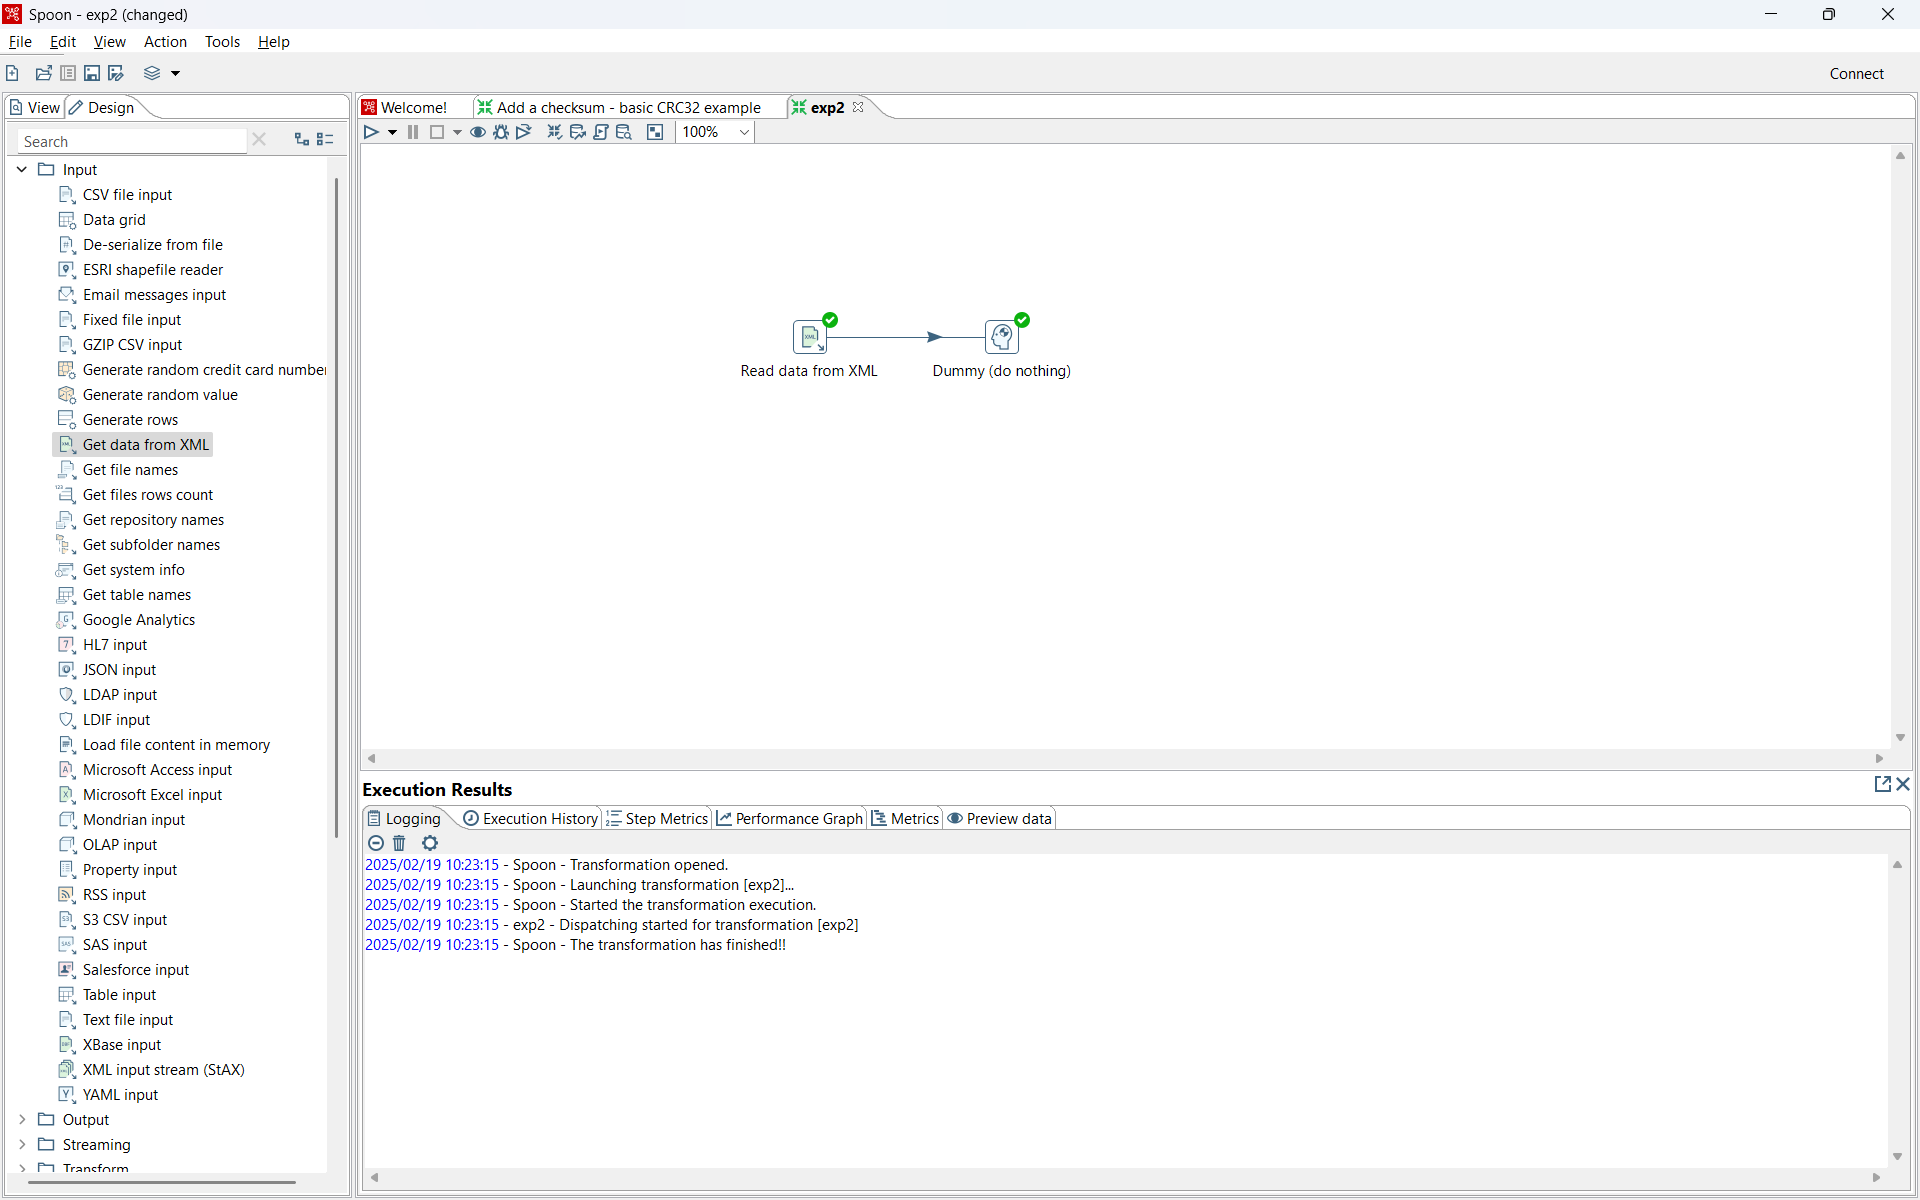 Spoon - exp2 (changed)
File Edit View Action Tools Help
Connect
View Design
Search
Input
CSV file input
Data grid
De-serialize from file
ESRI shapefile reader
Email messages input
Fixed file input
GZIP CSV input
Generate random credit card number
Generate random value
Generate rows
Get data from XML
Get file names
Get files rows count
Get repository names
Get subfolder names
Get system info
Get table names
Google Analytics
HL7 input
JSON input
LDAP input
LDIF input
Load file content in memory
Microsoft Access input
Microsoft Excel input
Mondrian input
OLAP input
Property input
RSS input
S3 CSV input
SAS input
Salesforce input
Table input
Text file input
XBase input
XML input stream (StAX)
YAML input
Output
Streaming
Transform
Welcome! Add a checksum - basic CRC32 example exp2
100%
Read data from XML Dummy (do nothing)
Execution Results
Logging Execution History Step Metrics Performance Graph Metrics Preview data
2025/02/19 10:23:15 - Spoon - Transformation opened.
2025/02/19 10:23:15 - Spoon - Launching transformation [exp2]...
2025/02/19 10:23:15 - Spoon - Started the transformation execution.
2025/02/19 10:23:15 - exp2 - Dispatching started for transformation [exp2]
2025/02/19 10:23:15 - Spoon - The transformation has finished!!